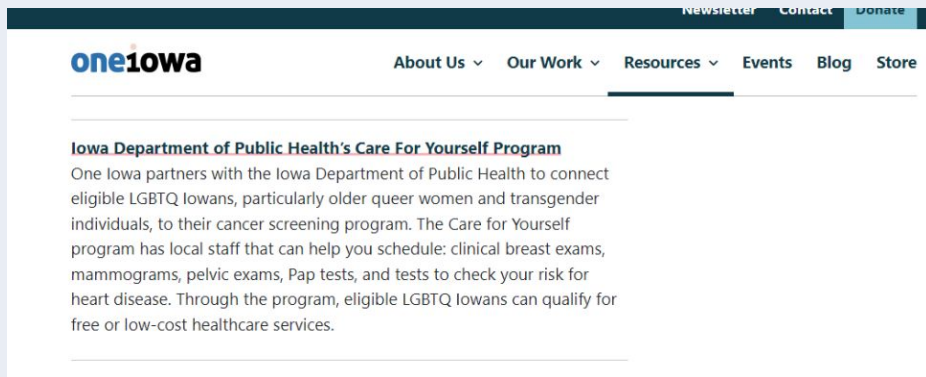 Newsletter Contact Donate
oneiowa About Us Our Work Resources Events Blog Store
Iowa Department of Public Health's Care For Yourself Program
One Iowa partners with the Iowa Department of Public Health to connect
eligible LGBTQ Iowans, particularly older queer women and transgender
individuals, to their cancer screening program. The Care for Yourself
program has local staff that can help you schedule: clinical breast exams,
mammograms, pelvic exams, Pap tests, and tests to check your risk for
heart disease. Through the program, eligible LGBTQ Iowans can qualify for
free or low-cost healthcare services.